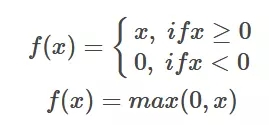 f(x) = { x, if x ≥ 0
0, if x < 0
f(x) = max(0, x)